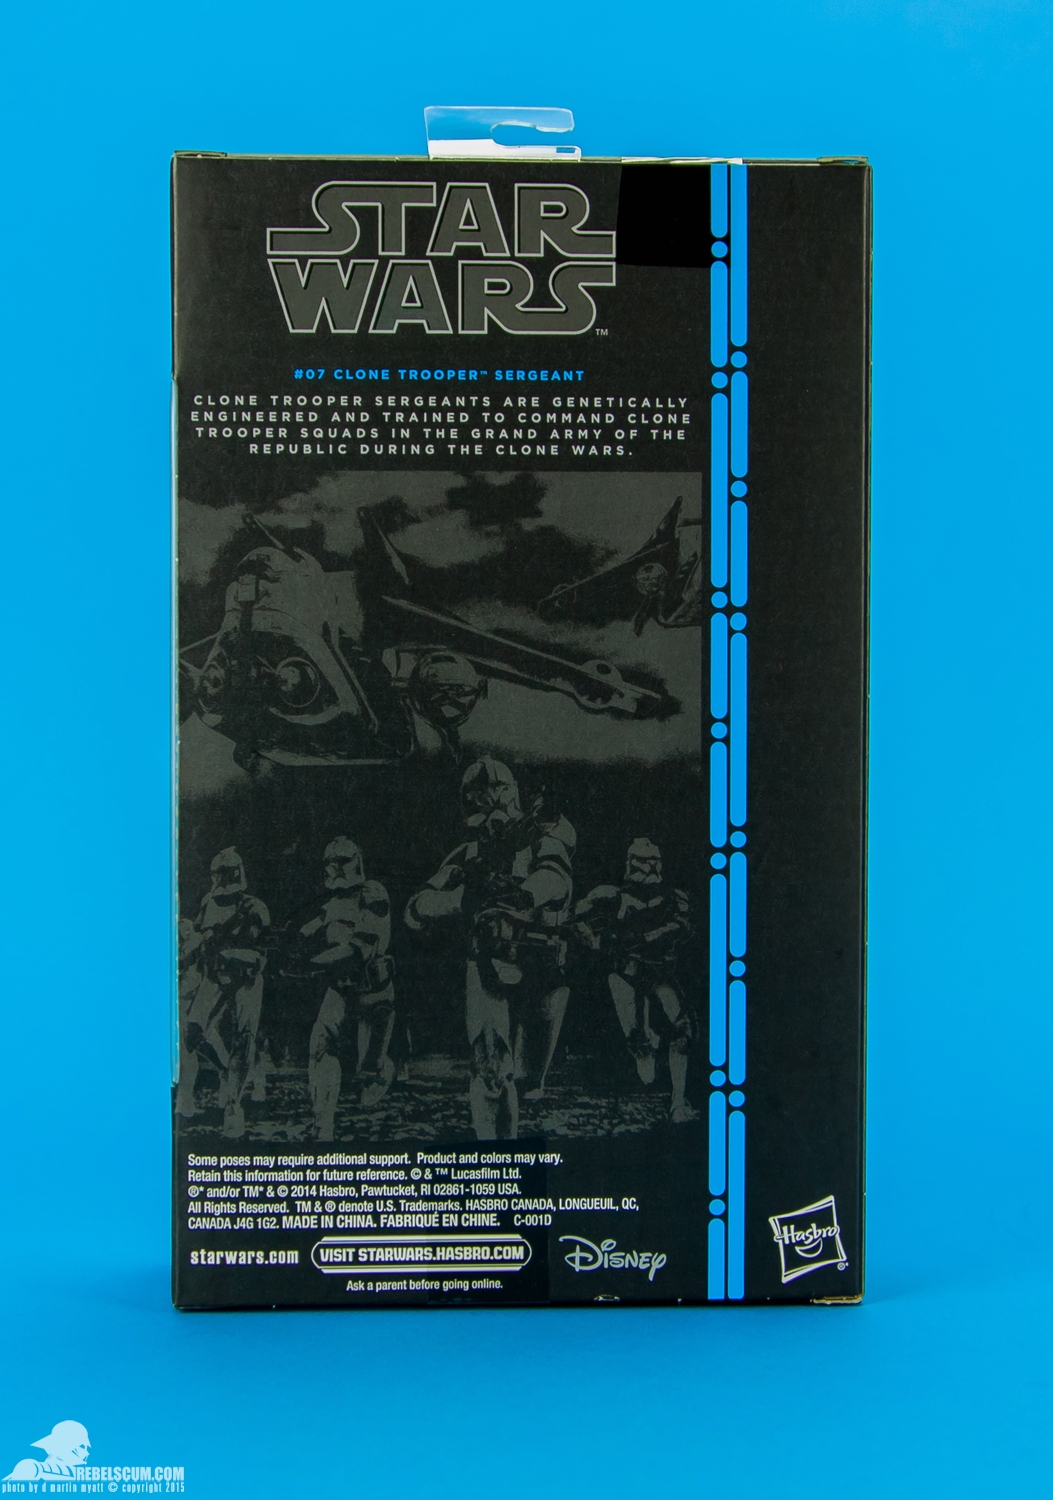 STAR
WARS™
#07 CLONE TROOPER™ SERGEANT
CLONE TROOPER SERGEANTS ARE GENETICALLY
ENGINEERED AND TRAINED TO COMMAND CLONE
TROOPER SQUADS IN THE GRAND ARMY OF THE
REPUBLIC DURING THE CLONE WARS.
Some poses may require additional support. Product and colors may vary.
Retain this information for future reference. © & ™ Lucasfilm Ltd.
®* and/or TM* & © 2014 Hasbro, Pawtucket, RI 02861-1059 USA.
All Rights Reserved. TM & ® denote U.S. Trademarks. HASBRO CANADA, LONGUEUIL, QC,
CANADA J4G 1G2. MADE IN CHINA. FABRIQUÉ EN CHINE. C-001D
starwars.com VISIT STARWARS.HASBRO.COM DISNEY
Ask a parent before going online.
Hasbro®*
REBELSCUM.COM
photo by d martin myatt © copyright 2015